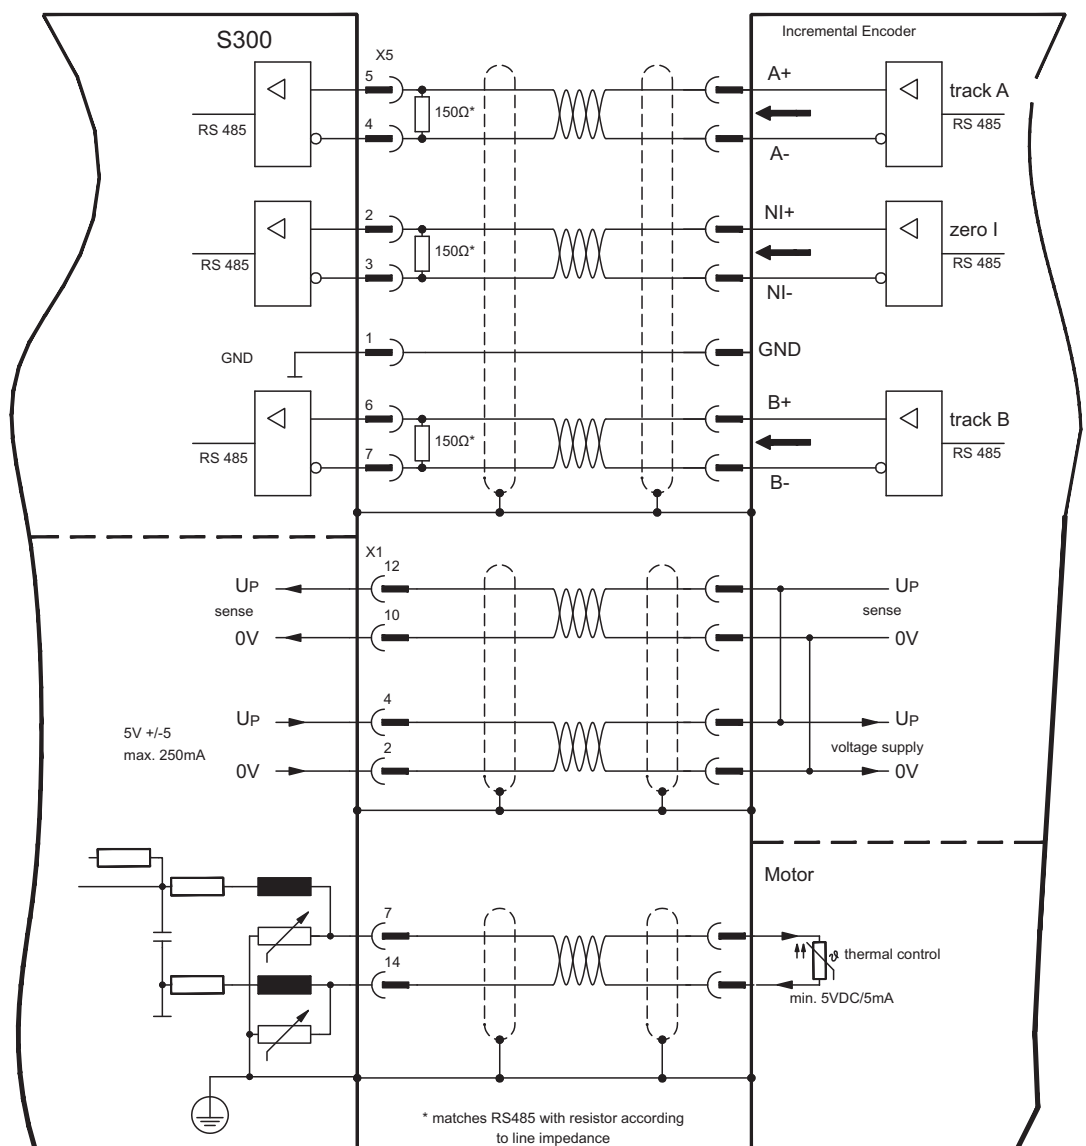 S300
Incremental Encoder
X5
5
A+
track A
150Ω*
RS 485
RS 485
4
A-
2
NI+
zero I
150Ω*
RS 485
RS 485
3
NI-
1
GND
GND
6
B+
track B
150Ω*
RS 485
RS 485
7
B-
X1
12
UP
UP
sense
sense
10
0V
0V
4
UP
UP
5V +/-5
max. 250mA
voltage supply
2
0V
0V
Motor
7
ϑ thermal control
14
min. 5VDC/5mA
* matches RS485 with resistor according
to line impedance